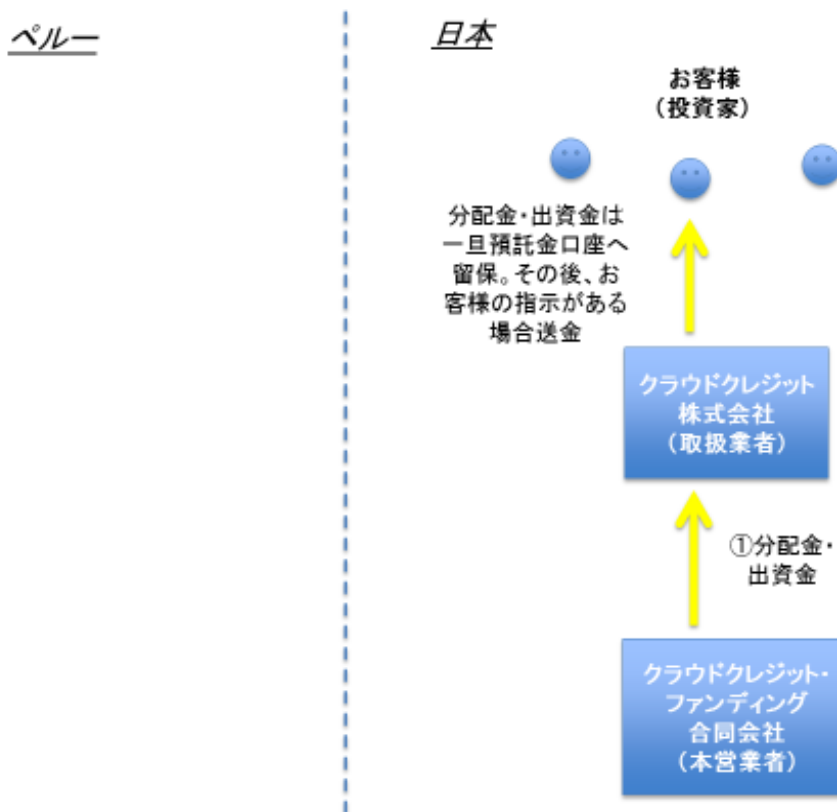 ペルー
日本
お客様
（投資家）
分配金・出資金は
一旦預託金口座へ
留保。その後、お
客様の指示がある
場合送金
クラウドクレジット
株式会社
（取扱業者）
①分配金・
出資金
クラウドクレジット・
ファンディング
合同会社
（本営業者）